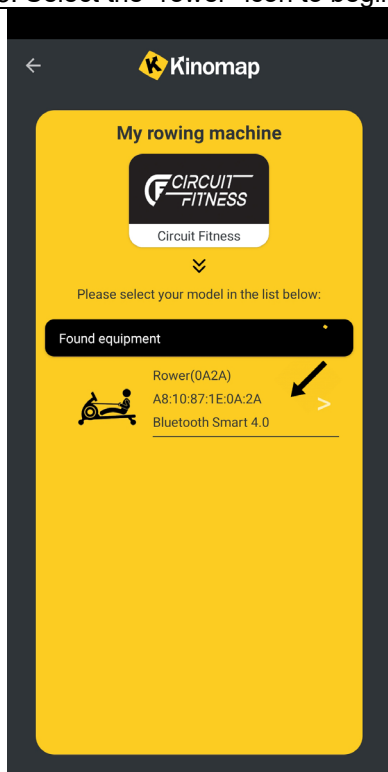 Kinomap
My rowing machine
CIRCUIT
FITNESS
Circuit Fitness
Please select your model in the list below:
Found equipment
Rower(0A2A)
A8:10:87:1E:0A:2A
Bluetooth Smart 4.0